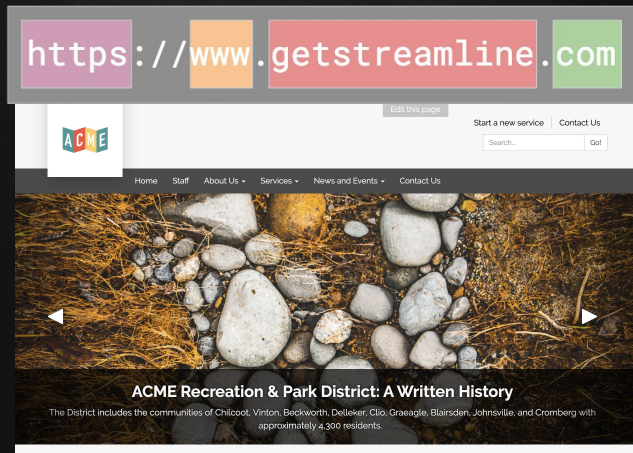 https://www.getstreamline.com
Edit this page
Start a new service
Contact Us
ACME
Search...
Go!
Home Staff About Us Services News and Events Contact Us
ACME Recreation & Park District: A Written History
The District includes the communities of Chilcoot, Vinton, Beckworth, Delleker, Clio, Graeagle, Blairsden, Johnsville, and Cromberg with
approximately 4,300 residents.